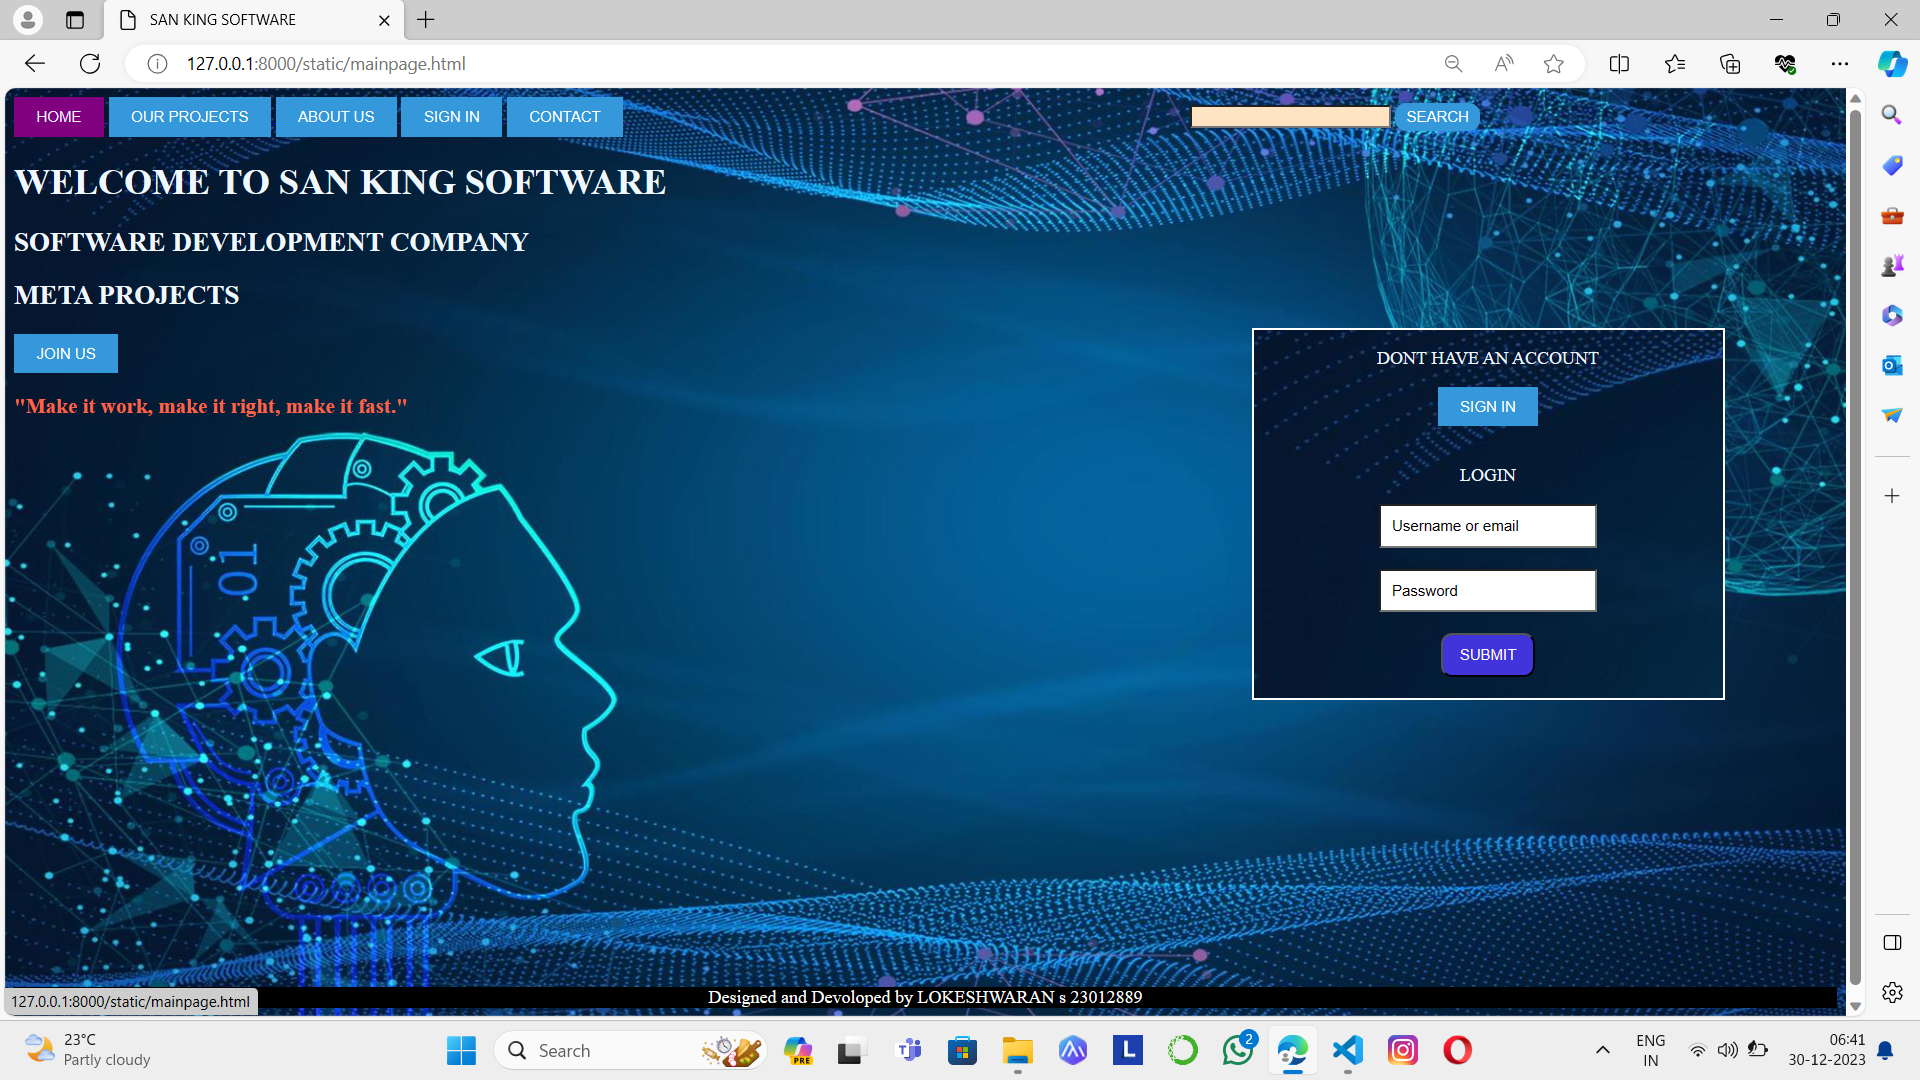 SAN KING SOFTWARE
127.0.0.1:8000/static/mainpage.html
HOME
OUR PROJECTS
ABOUT US
SIGN IN
CONTACT
SEARCH
WELCOME TO SAN KING SOFTWARE
SOFTWARE DEVELOPMENT COMPANY
META PROJECTS
JOIN US
"Make it work, make it right, make it fast."
01
DONT HAVE AN ACCOUNT
SIGN IN
LOGIN
Username or email
Password
SUBMIT
Designed and Devoloped by LOKESHWARAN s 23012889
127.0.0.1:8000/static/mainpage.html
23°C
Partly cloudy
Search
PRE
T
L
2
ENG
IN
06:41
30-12-2023